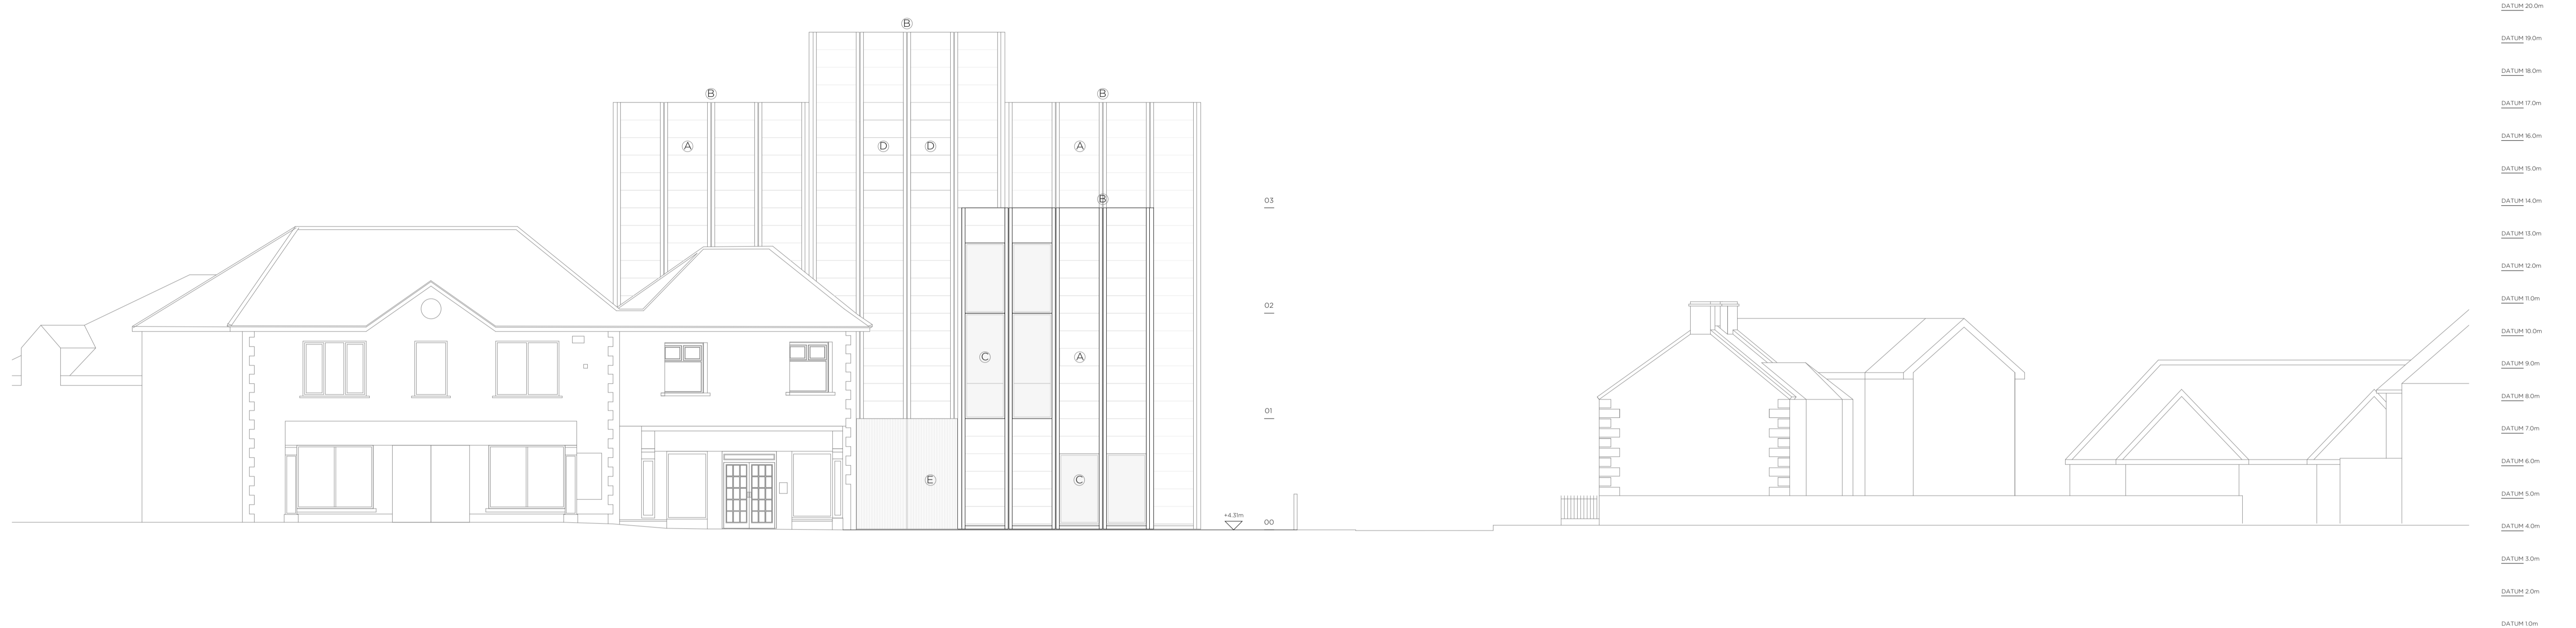 DATUM 20.0m
B
DATUM 19.0m
DATUM 18.0m
B
B
DATUM 17.0m
A
D
D
A
DATUM 16.0m
DATUM 15.0m
B
03
DATUM 14.0m
DATUM 13.0m
DATUM 12.0m
02
DATUM 11.0m
DATUM 10.0m
C
A
DATUM 9.0m
DATUM 8.0m
01
DATUM 7.0m
DATUM 6.0m
E
C
DATUM 5.0m
+4.31m
00
DATUM 4.0m
DATUM 3.0m
DATUM 2.0m
DATUM 1.0m